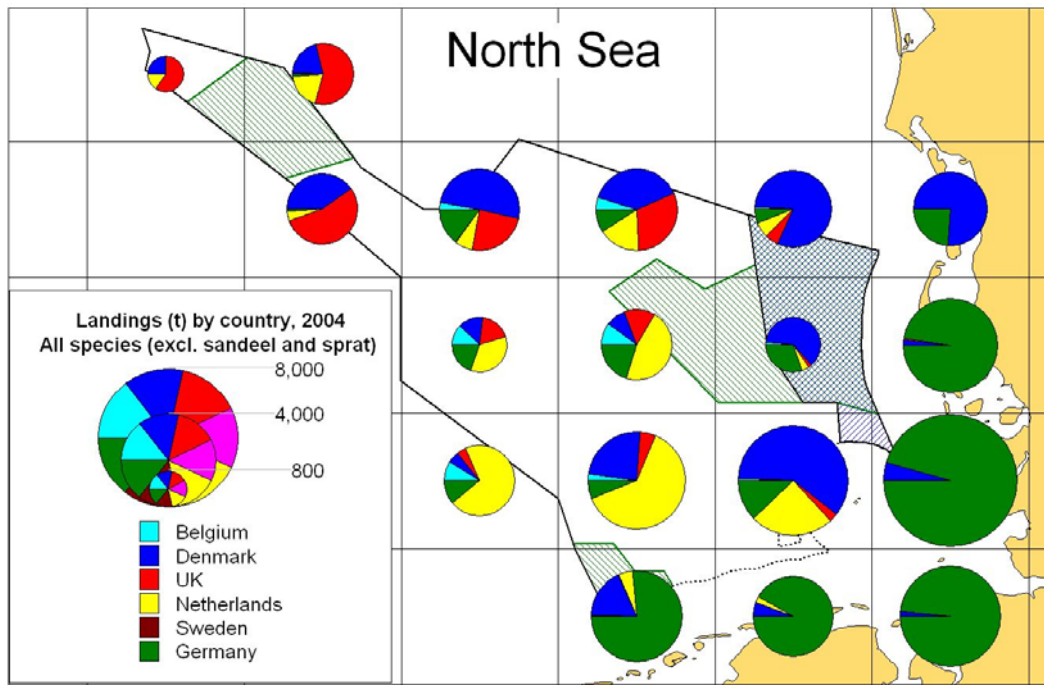 North Sea
Landings (t) by country, 2004
All species (excl. sandeel and sprat)
8,000
4,000
800
Belgium
Denmark
UK
Netherlands
Sweden
Germany